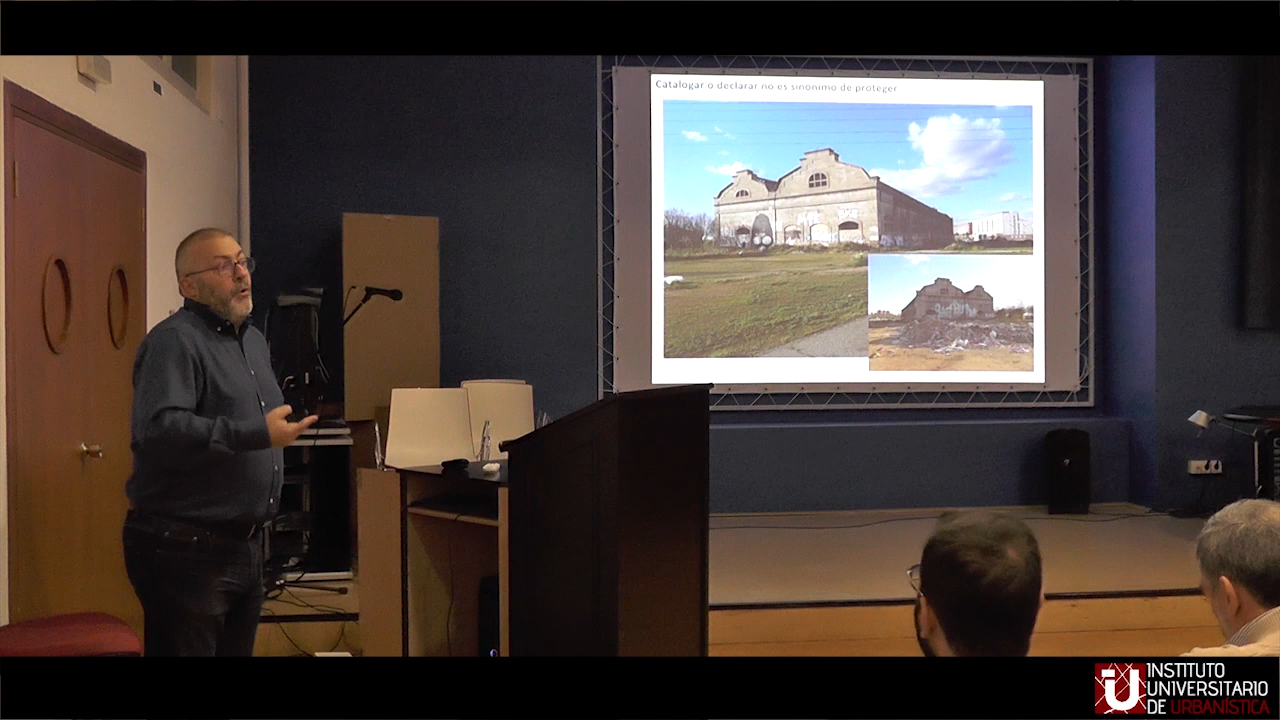 Catalogar o declarar no es sinónimo de proteger
INSTITUTO
UNIVERSITARIO
DE URBANÍSTICA